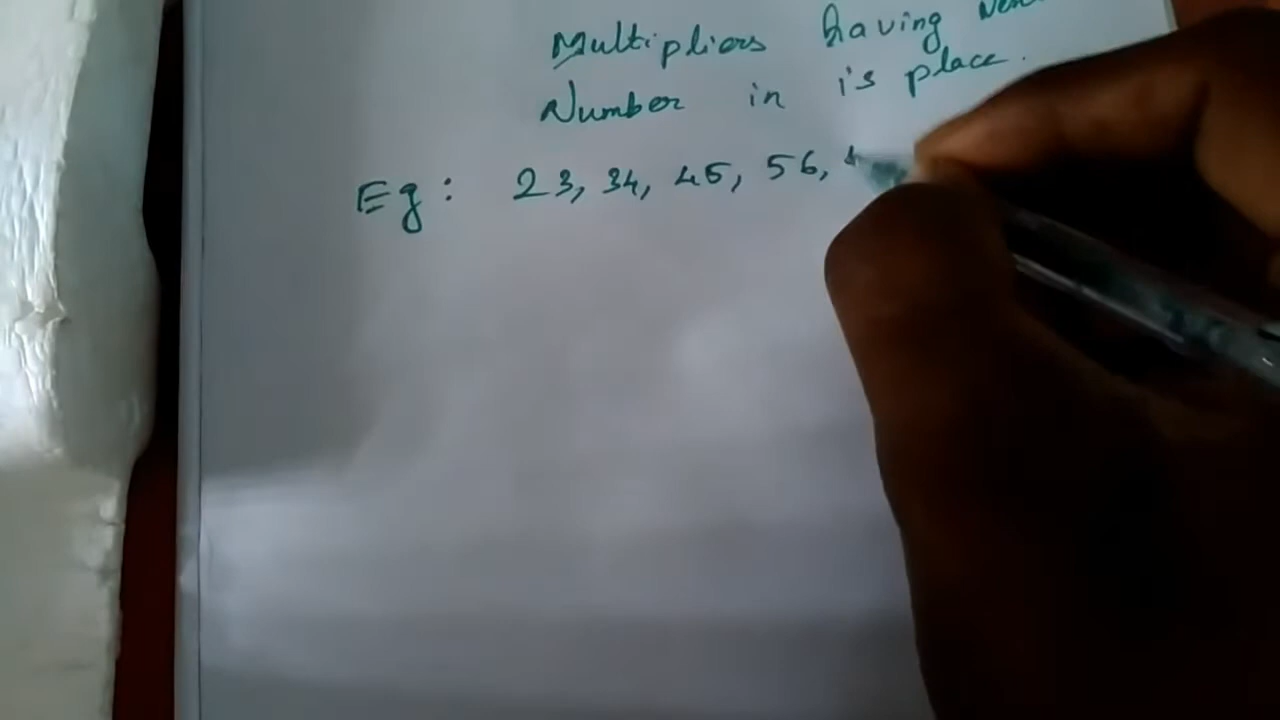 Multipliers having
Number in 1's place.
Eg: 23, 34, 45, 56,